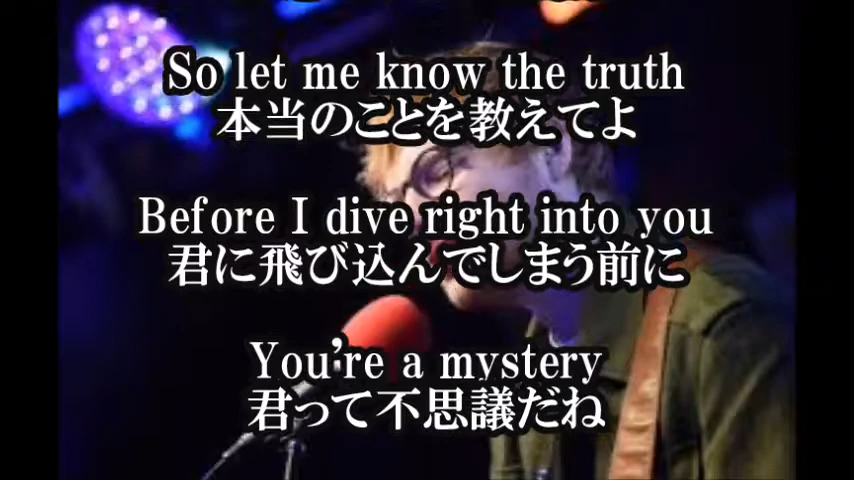 So let me know the truth
本当のことを教えてよ
Before I dive right into you
君に飛び込んでしまう前に
You're a mystery
君って不思議だね